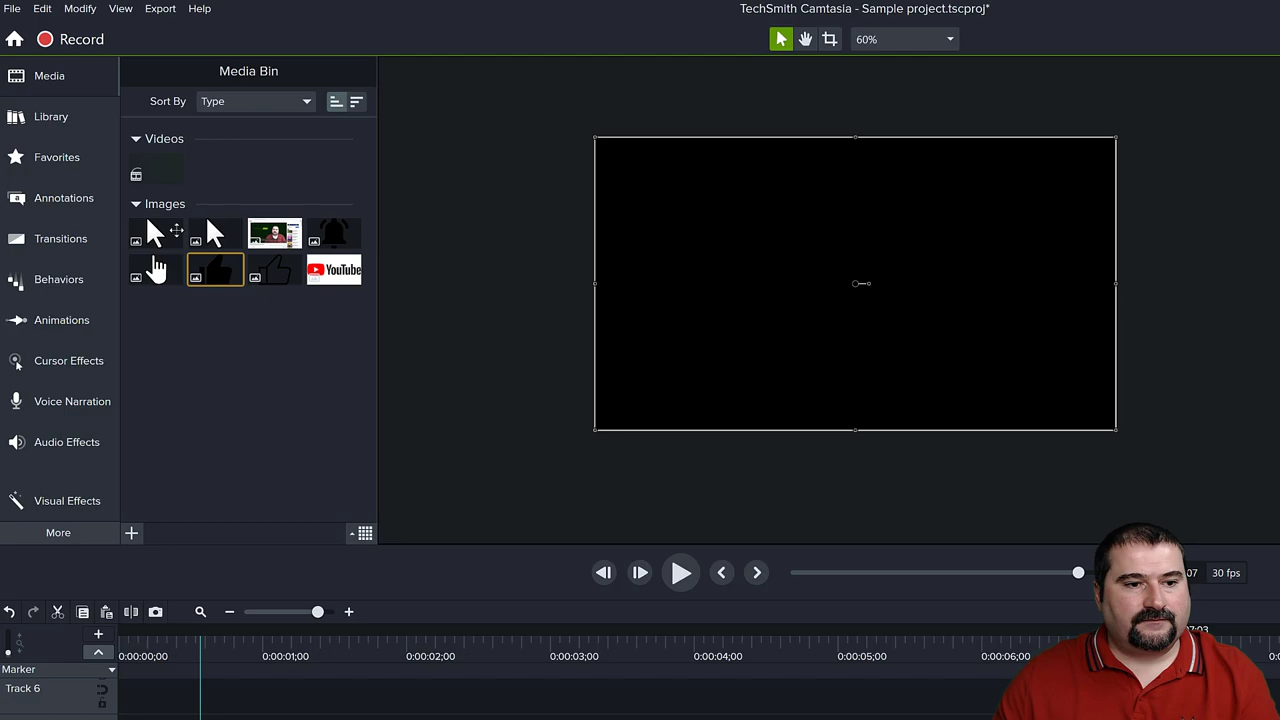 File Edit Modify View Export Help
TechSmith Camtasia - Sample project.tscproj*
Record
60%
Media
Library
Favorites
Annotations
Transitions
Behaviors
Animations
Cursor Effects
Voice Narration
Audio Effects
Visual Effects
More
Media Bin
Sort By Type
Videos
Images
YouTube
07 30 fps
7:03
0:00:00;00 0:00:01;00 0:00:02;00 0:00:03;00 0:00:04;00 0:00:05;00 0:00:06;00
Marker
Track 6